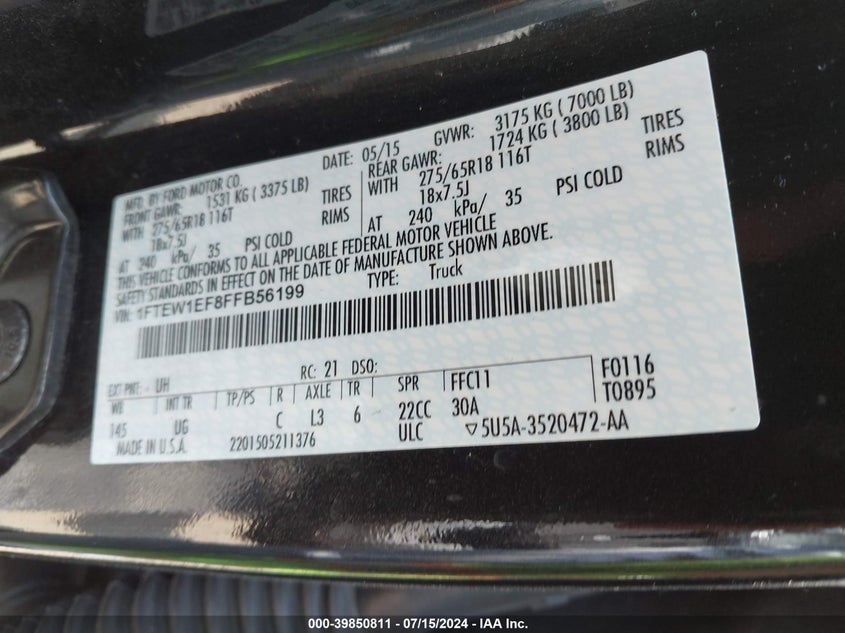 MFD. BY FORD MOTOR CO.
DATE: 05/15 GVWR: 3175 KG ( 7000 LB)
FRONT GAWR: 1531 KG ( 3375 LB) REAR GAWR: 1724 KG ( 3800 LB)
WITH 275/65R18 116T TIRES WITH 275/65R18 116T TIRES
18x7.5J RIMS 18x7.5J RIMS
AT 240 kPa/ 35 PSI COLD AT 240 kPa/ 35 PSI COLD
THIS VEHICLE CONFORMS TO ALL APPLICABLE FEDERAL MOTOR VEHICLE
SAFETY STANDARDS IN EFFECT ON THE DATE OF MANUFACTURE SHOWN ABOVE.
VIN: 1FTEW1EF8FFB56199 TYPE: Truck
EXT PNT: UH RC: 21 DSO: F0116
WB INT TR TP/PS R AXLE TR SPR FFC11 T0895
145 UG C L3 6 22CC 30A
MADE IN U.S.A. 2201505211376 ULC ▽5U5A-3520472-AA
000-39850811 - 07/15/2024 - IAA Inc.